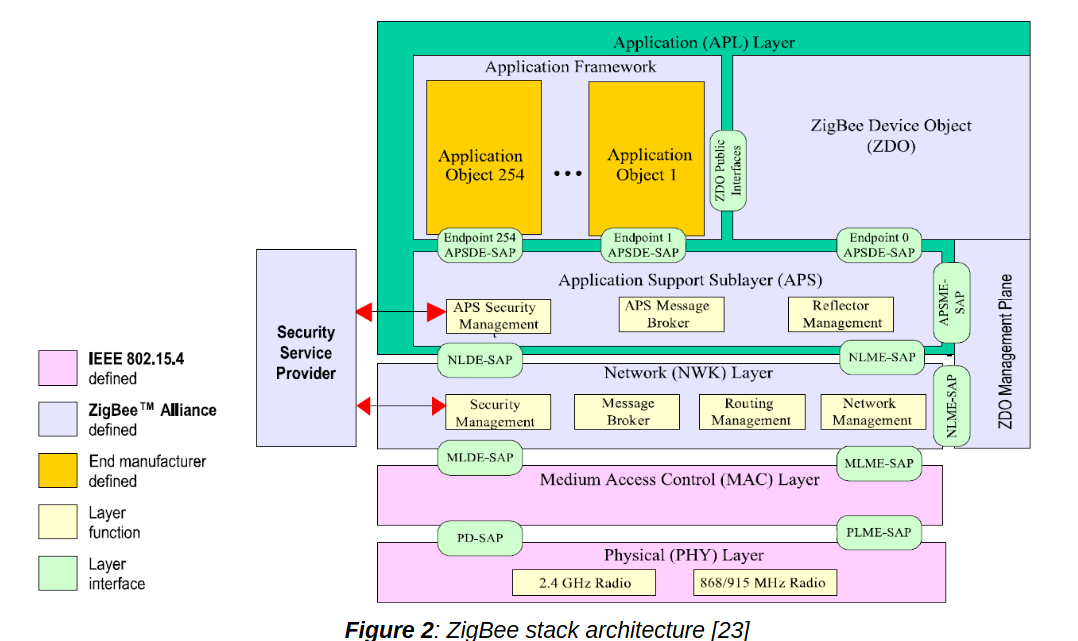 Application (APL) Layer
Application Framework
Application
Object 254
...
Application
Object 1
ZDO Public
Interfaces
ZigBee Device Object
(ZDO)
Endpoint 254
APSDE-SAP
Endpoint 1
APSDE-SAP
Endpoint 0
APSDE-SAP
Application Support Sublayer (APS)
APS Security
Management
APS Message
Broker
Reflector
Management
APSME-
SAP
ZDO Management Plane
Security
Service
Provider
NLDE-SAP
NLME-SAP
Network (NWK) Layer
Security
Management
Message
Broker
Routing
Management
Network
Management
NLME-SAP
MLDE-SAP
MLME-SAP
Medium Access Control (MAC) Layer
PD-SAP
PLME-SAP
Physical (PHY) Layer
2.4 GHz Radio
868/915 MHz Radio
IEEE 802.15.4
defined
ZigBee™ Alliance
defined
End manufacturer
defined
Layer
function
Layer
interface
Figure 2: ZigBee stack architecture [23]